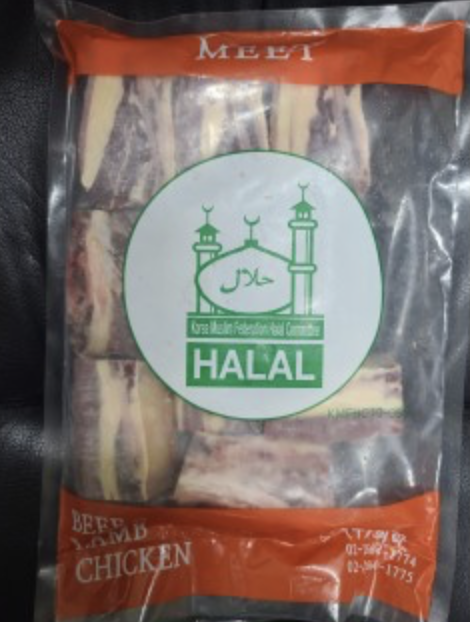 MEET
حلال
Korea Muslim Federation Halal Committee
HALAL
BEEF
LAMB
CHICKEN